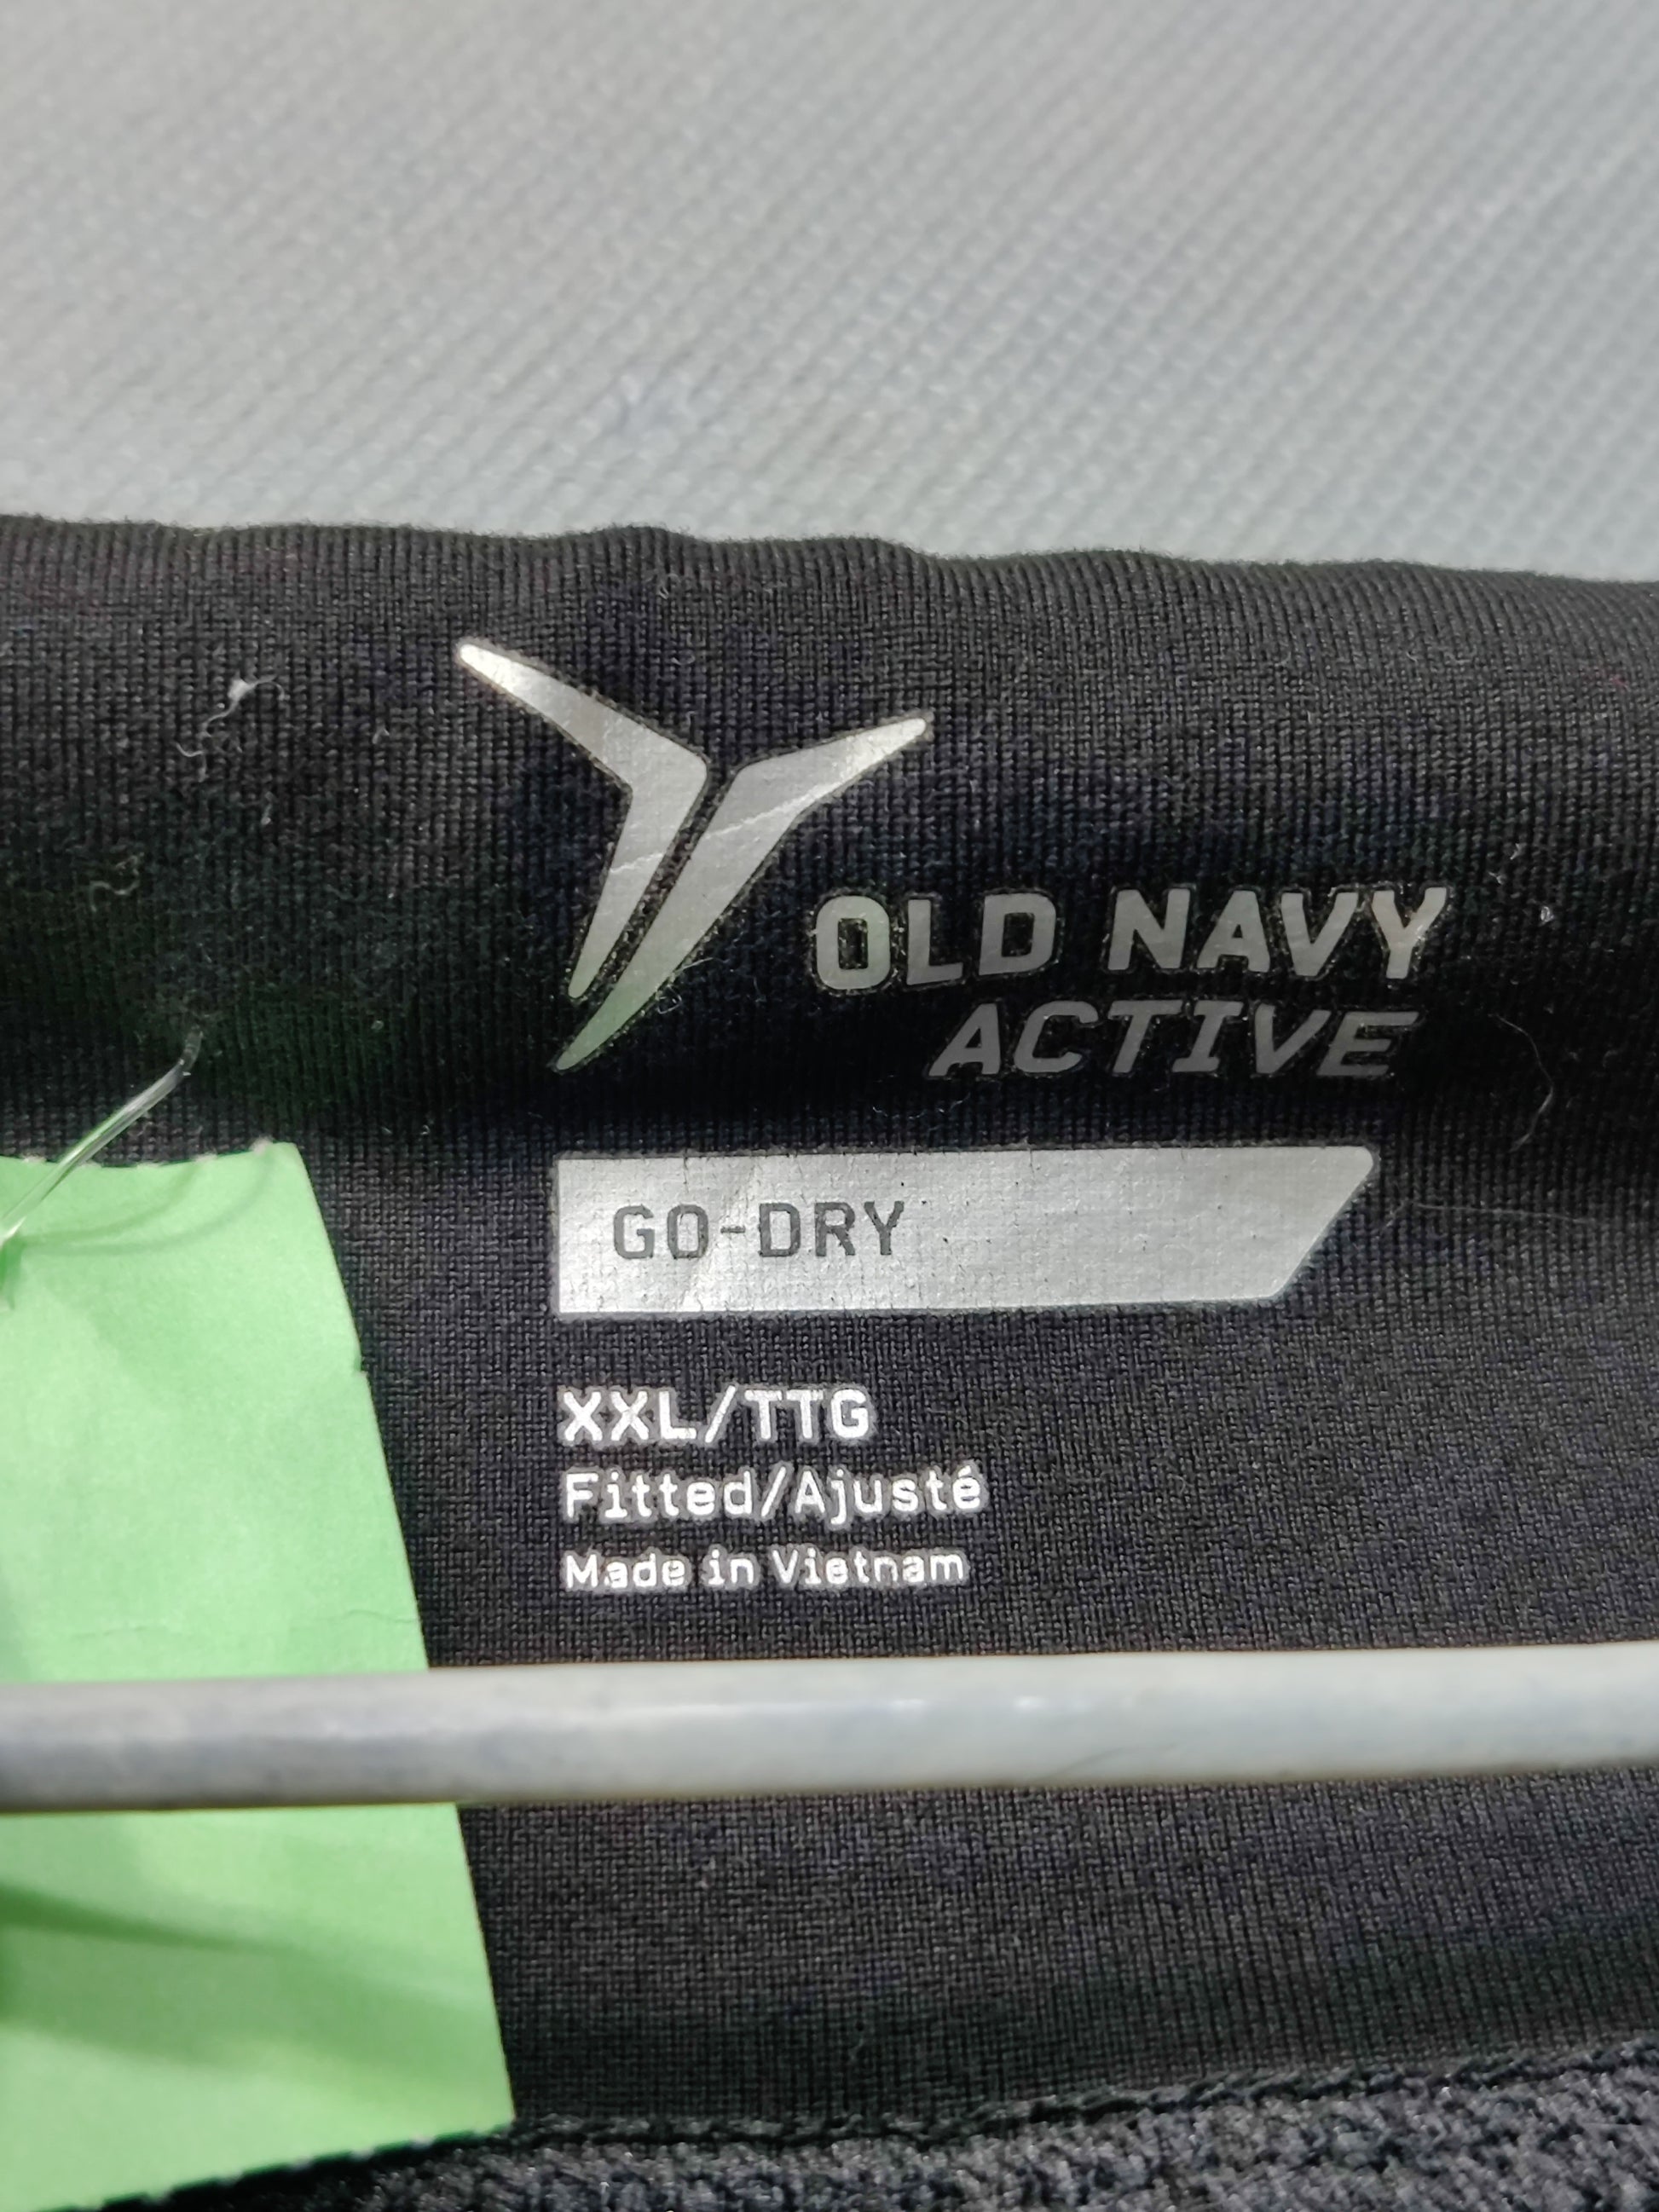 OLD NAVY
ACTIVE
GO-DRY
XXL/TTG
Fitted/Ajusté
Made in Vietnam